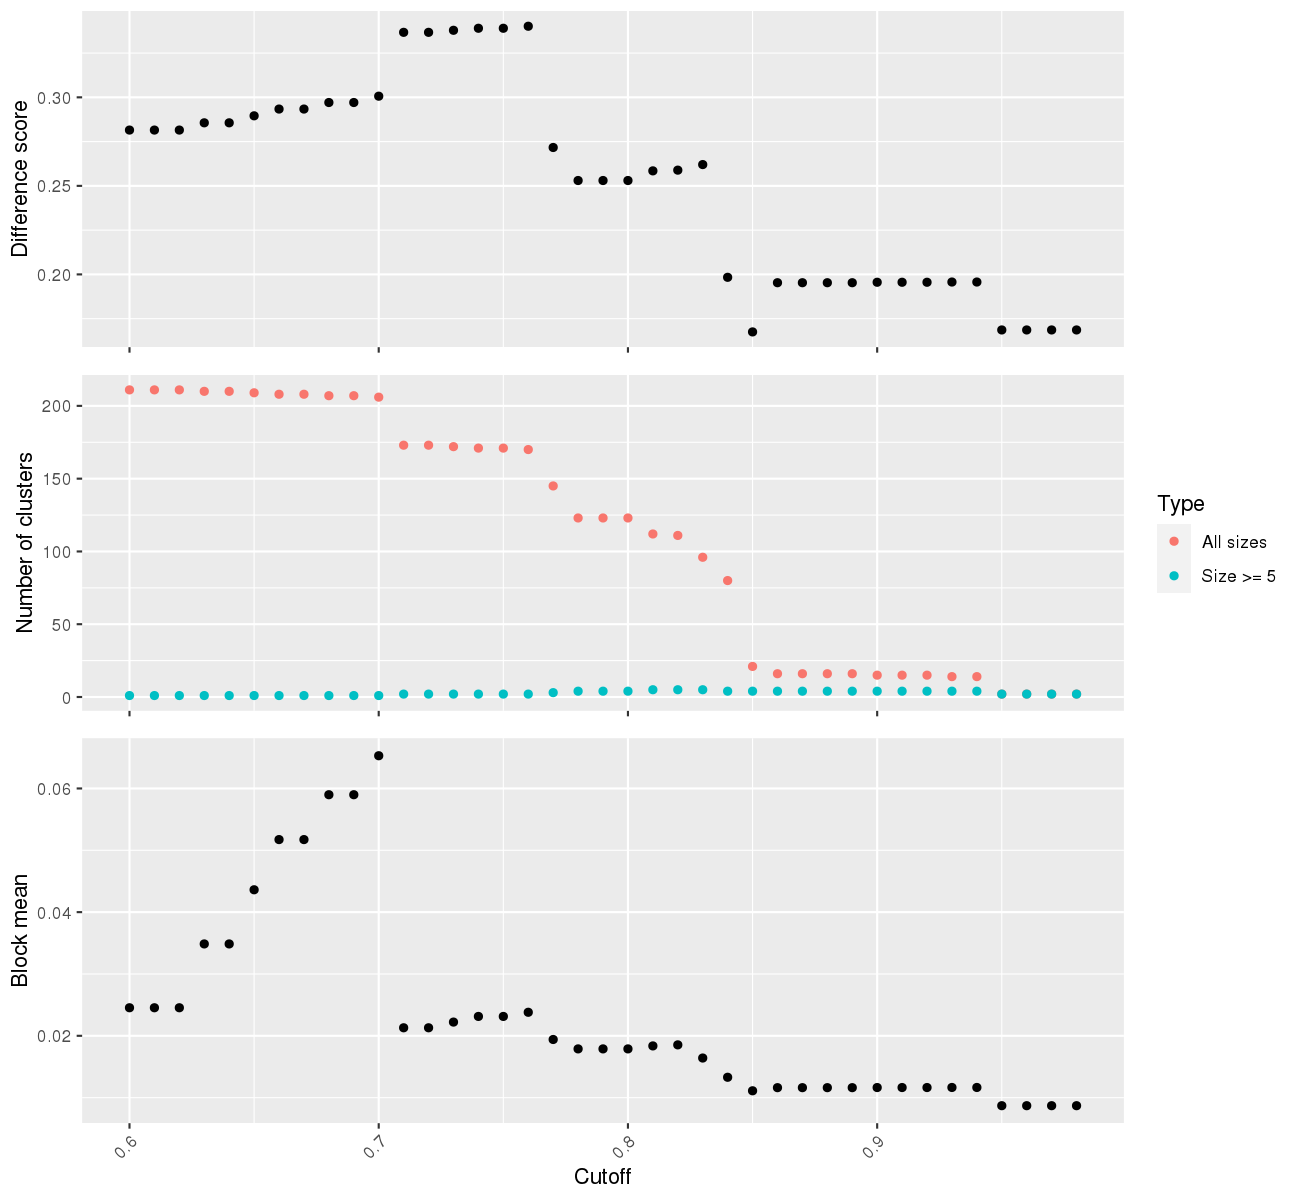 Difference score
0.30
0.25
0.20
Number of clusters
200
150
100
50
0
Type
All sizes
Size >= 5
Block mean
0.06
0.04
0.02
0.6
0.7
0.8
0.9
Cutoff